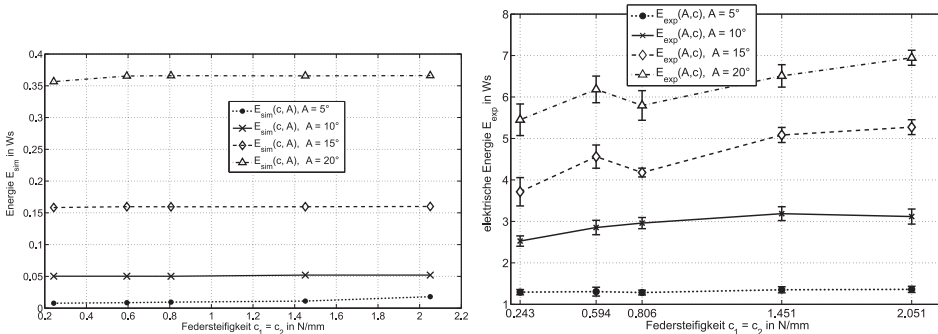 0.4
0.35
0.3
0.25
0.2
0.15
0.1
0.05
0
Energie E_sim in Ws
0.2 0.4 0.6 0.8 1 1.2 1.4 1.6 1.8 2 2.2
Federsteifigkeit c_1 = c_2 in N/mm
E_sim(c, A), A = 5°
E_sim(c, A), A = 10°
E_sim(c, A), A = 15°
E_sim(c, A), A = 20°
8
7
6
5
4
3
2
1
elektrische Energie E_exp in Ws
0.243 0.594 0.806 1.451 2.051
Federsteifigkeit c_1 = c_2 in N/mm
E_exp(A,c), A = 5°
E_exp(A,c), A = 10°
E_exp(A,c), A = 15°
E_exp(A,c), A = 20°